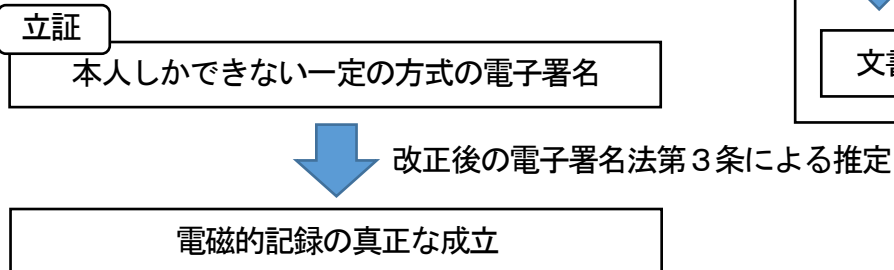 立証
本人しかできない一定の方式の電子署名
改正後の電子署名法第３条による推定
電磁的記録の真正な成立
文